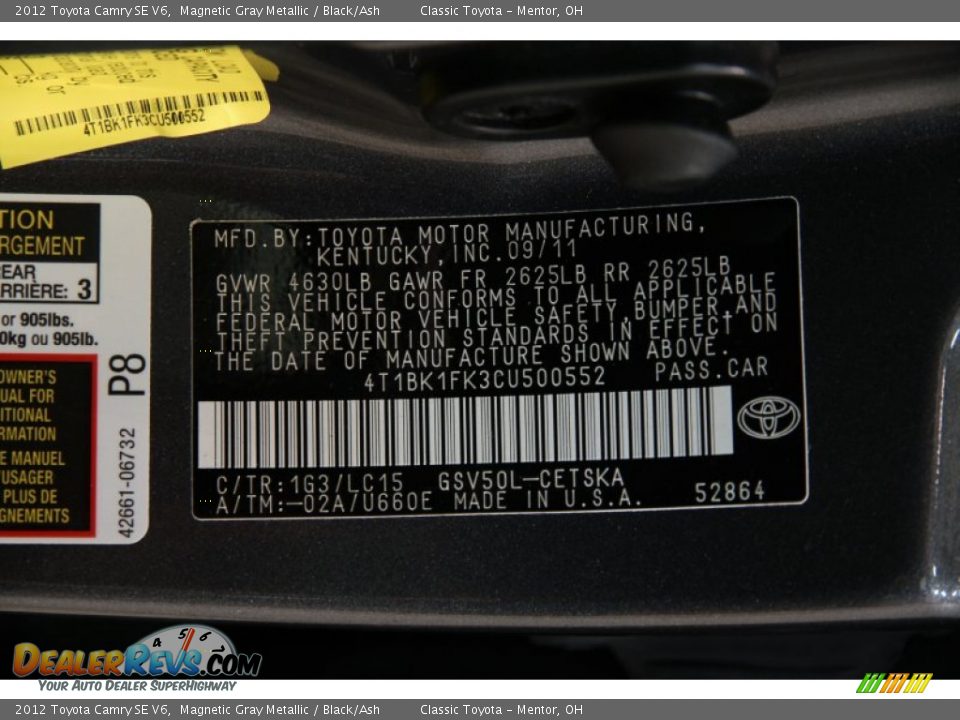 2012 Toyota Camry SE V6, Magnetic Gray Metallic / Black/Ash Classic Toyota - Mentor, OH
4T1BK1FK3CU500552
TION
RGEMENT
REAR
ARRIÈRE: 3
or 905lbs.
0kg ou 905lb.
OWNER'S
UAL FOR
ITIONAL
RMATION
E MANUEL
'USAGER
PLUS DE
GNEMENTS
P8
42661-06732
MFD.BY:TOYOTA MOTOR MANUFACTURING,
KENTUCKY,INC.09/11
GVWR 4630LB GAWR FR 2625LB RR 2625LB
THIS VEHICLE CONFORMS TO ALL APPLICABLE
FEDERAL MOTOR VEHICLE SAFETY,BUMPER,AND
THEFT PREVENTION STANDARDS IN EFFECT ON
THE DATE OF MANUFACTURE SHOWN ABOVE.
4T1BK1FK3CU500552 PASS.CAR
C/TR:1G3/LC15 GSV50L-CETSKA
A/TM:-02A/U660E MADE IN U.S.A. 52864
4 5 6
DEALERREVS.COM
YOUR AUTO DEALER SUPERHIGHWAY
2012 Toyota Camry SE V6, Magnetic Gray Metallic / Black/Ash Classic Toyota - Mentor, OH